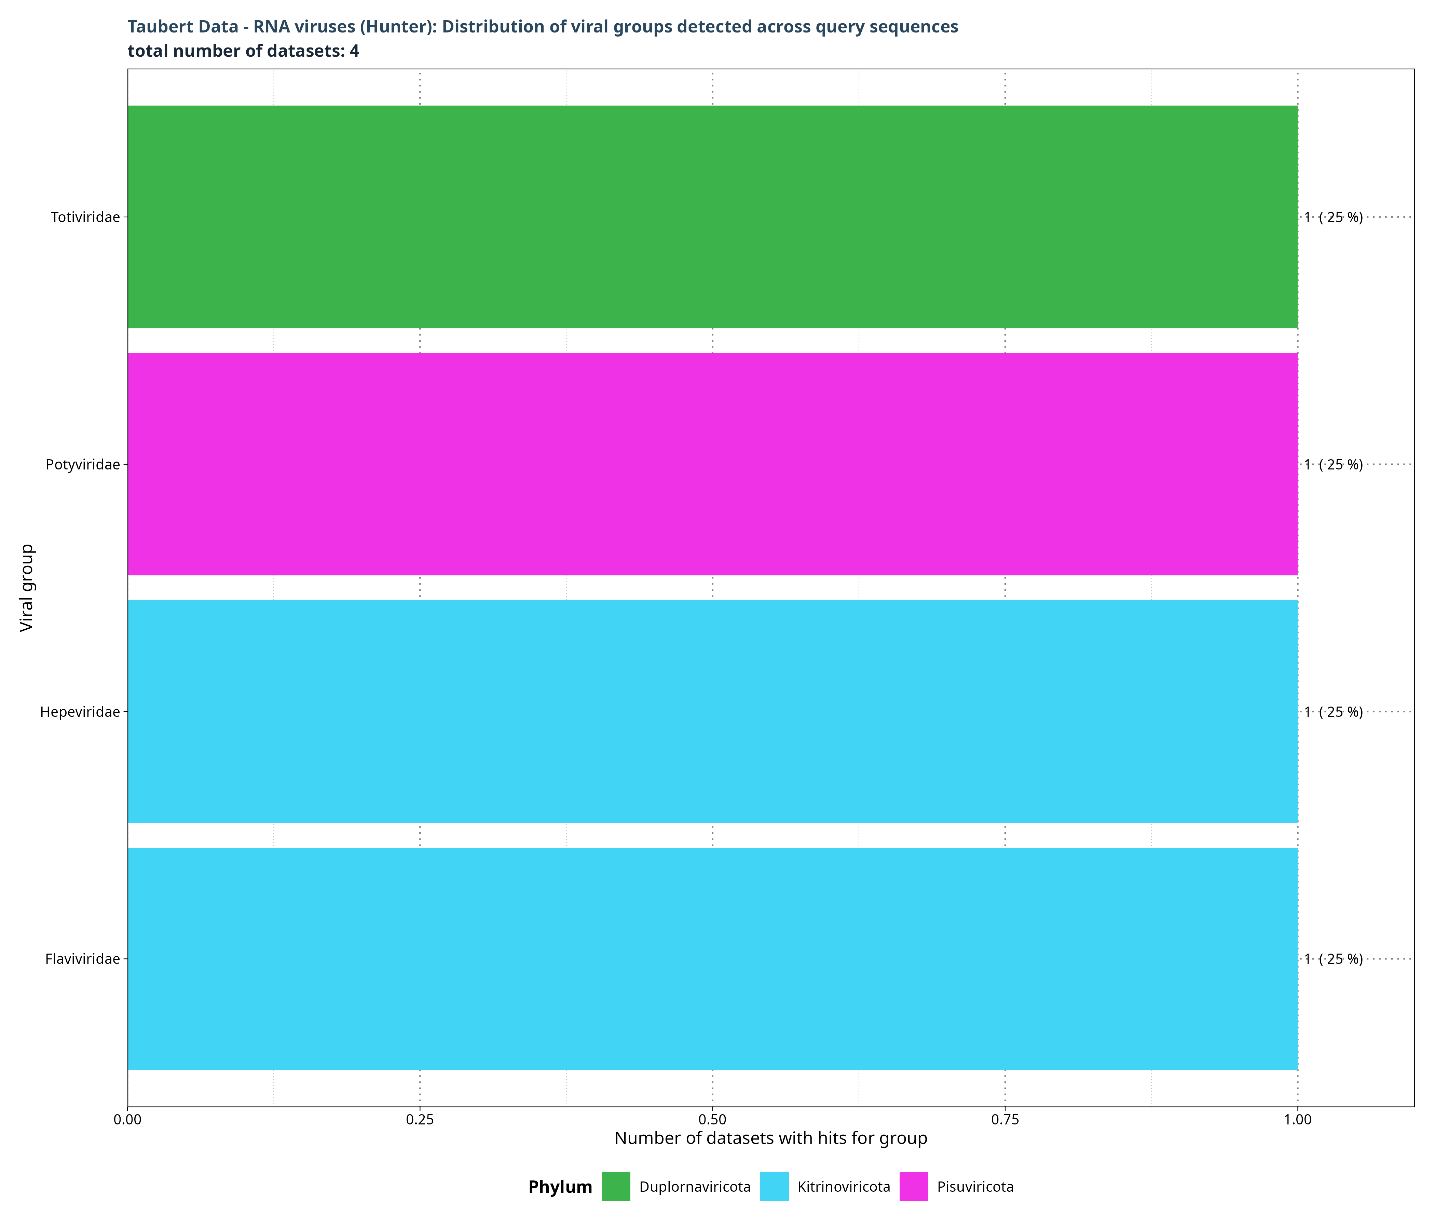 Taubert Data - RNA viruses (Hunter): Distribution of viral groups detected across query sequences
total number of datasets: 4
Totiviridae
1 (25 %)
Potyviridae
1 (25 %)
Viral group
Hepeviridae
1 (25 %)
Flaviviridae
1 (25 %)
0.00 0.25 0.50 0.75 1.00
Number of datasets with hits for group
Phylum Duplornaviricota Kitrinoviricota Pisuviricota